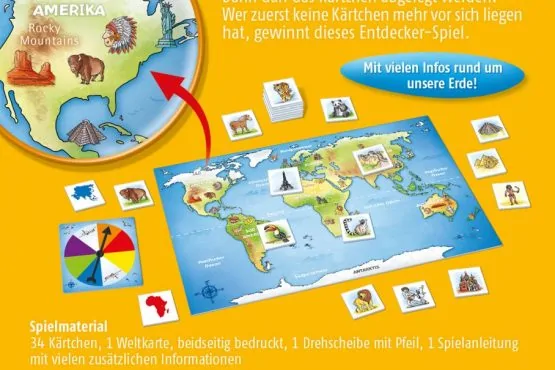 AMERIKA
Rocky
Mountains
Wer zuerst keine Kärtchen mehr vor sich liegen
hat, gewinnt dieses Entdecker-Spiel.
Mit vielen Infos rund um
unsere Erde!
ANTARKTIS
Spielmaterial
34 Kärtchen, 1 Weltkarte, beidseitig bedruckt, 1 Drehscheibe mit Pfeil, 1 Spielanleitung
mit vielen zusätzlichen Informationen